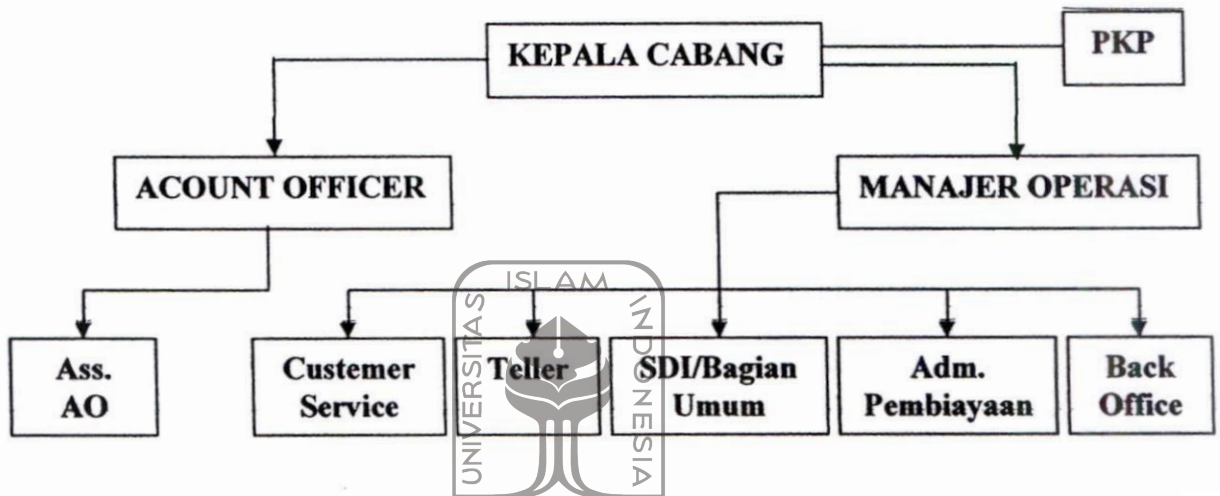 KEPALA CABANG
PKP
ACOUNT OFFICER
MANAJER OPERASI
Ass.
AO
Custemer
Service
Teller
SDI/Bagian
Umum
Adm.
Pembiayaan
Back
Office
UNIVERSITAS
ISLAM
INDONESIA